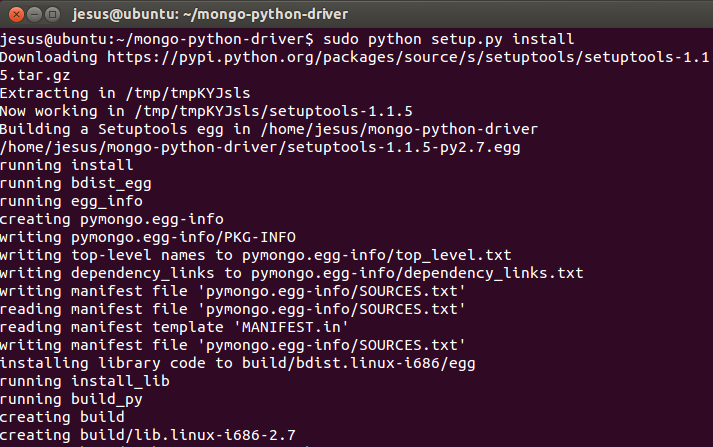 jesus@ubuntu: ~/mongo-python-driver
jesus@ubuntu:~/mongo-python-driver$ sudo python setup.py install
Downloading https://pypi.python.org/packages/source/s/setuptools/setuptools-1.1.
5.tar.gz
Extracting in /tmp/tmpKYJsls
Now working in /tmp/tmpKYJsls/setuptools-1.1.5
Building a Setuptools egg in /home/jesus/mongo-python-driver
/home/jesus/mongo-python-driver/setuptools-1.1.5-py2.7.egg
running install
running bdist_egg
running egg_info
creating pymongo.egg-info
writing pymongo.egg-info/PKG-INFO
writing top-level names to pymongo.egg-info/top_level.txt
writing dependency_links to pymongo.egg-info/dependency_links.txt
writing manifest file 'pymongo.egg-info/SOURCES.txt'
reading manifest file 'pymongo.egg-info/SOURCES.txt'
reading manifest template 'MANIFEST.in'
writing manifest file 'pymongo.egg-info/SOURCES.txt'
installing library code to build/bdist.linux-i686/egg
running install_lib
running build_py
creating build
creating build/lib.linux-i686-2.7